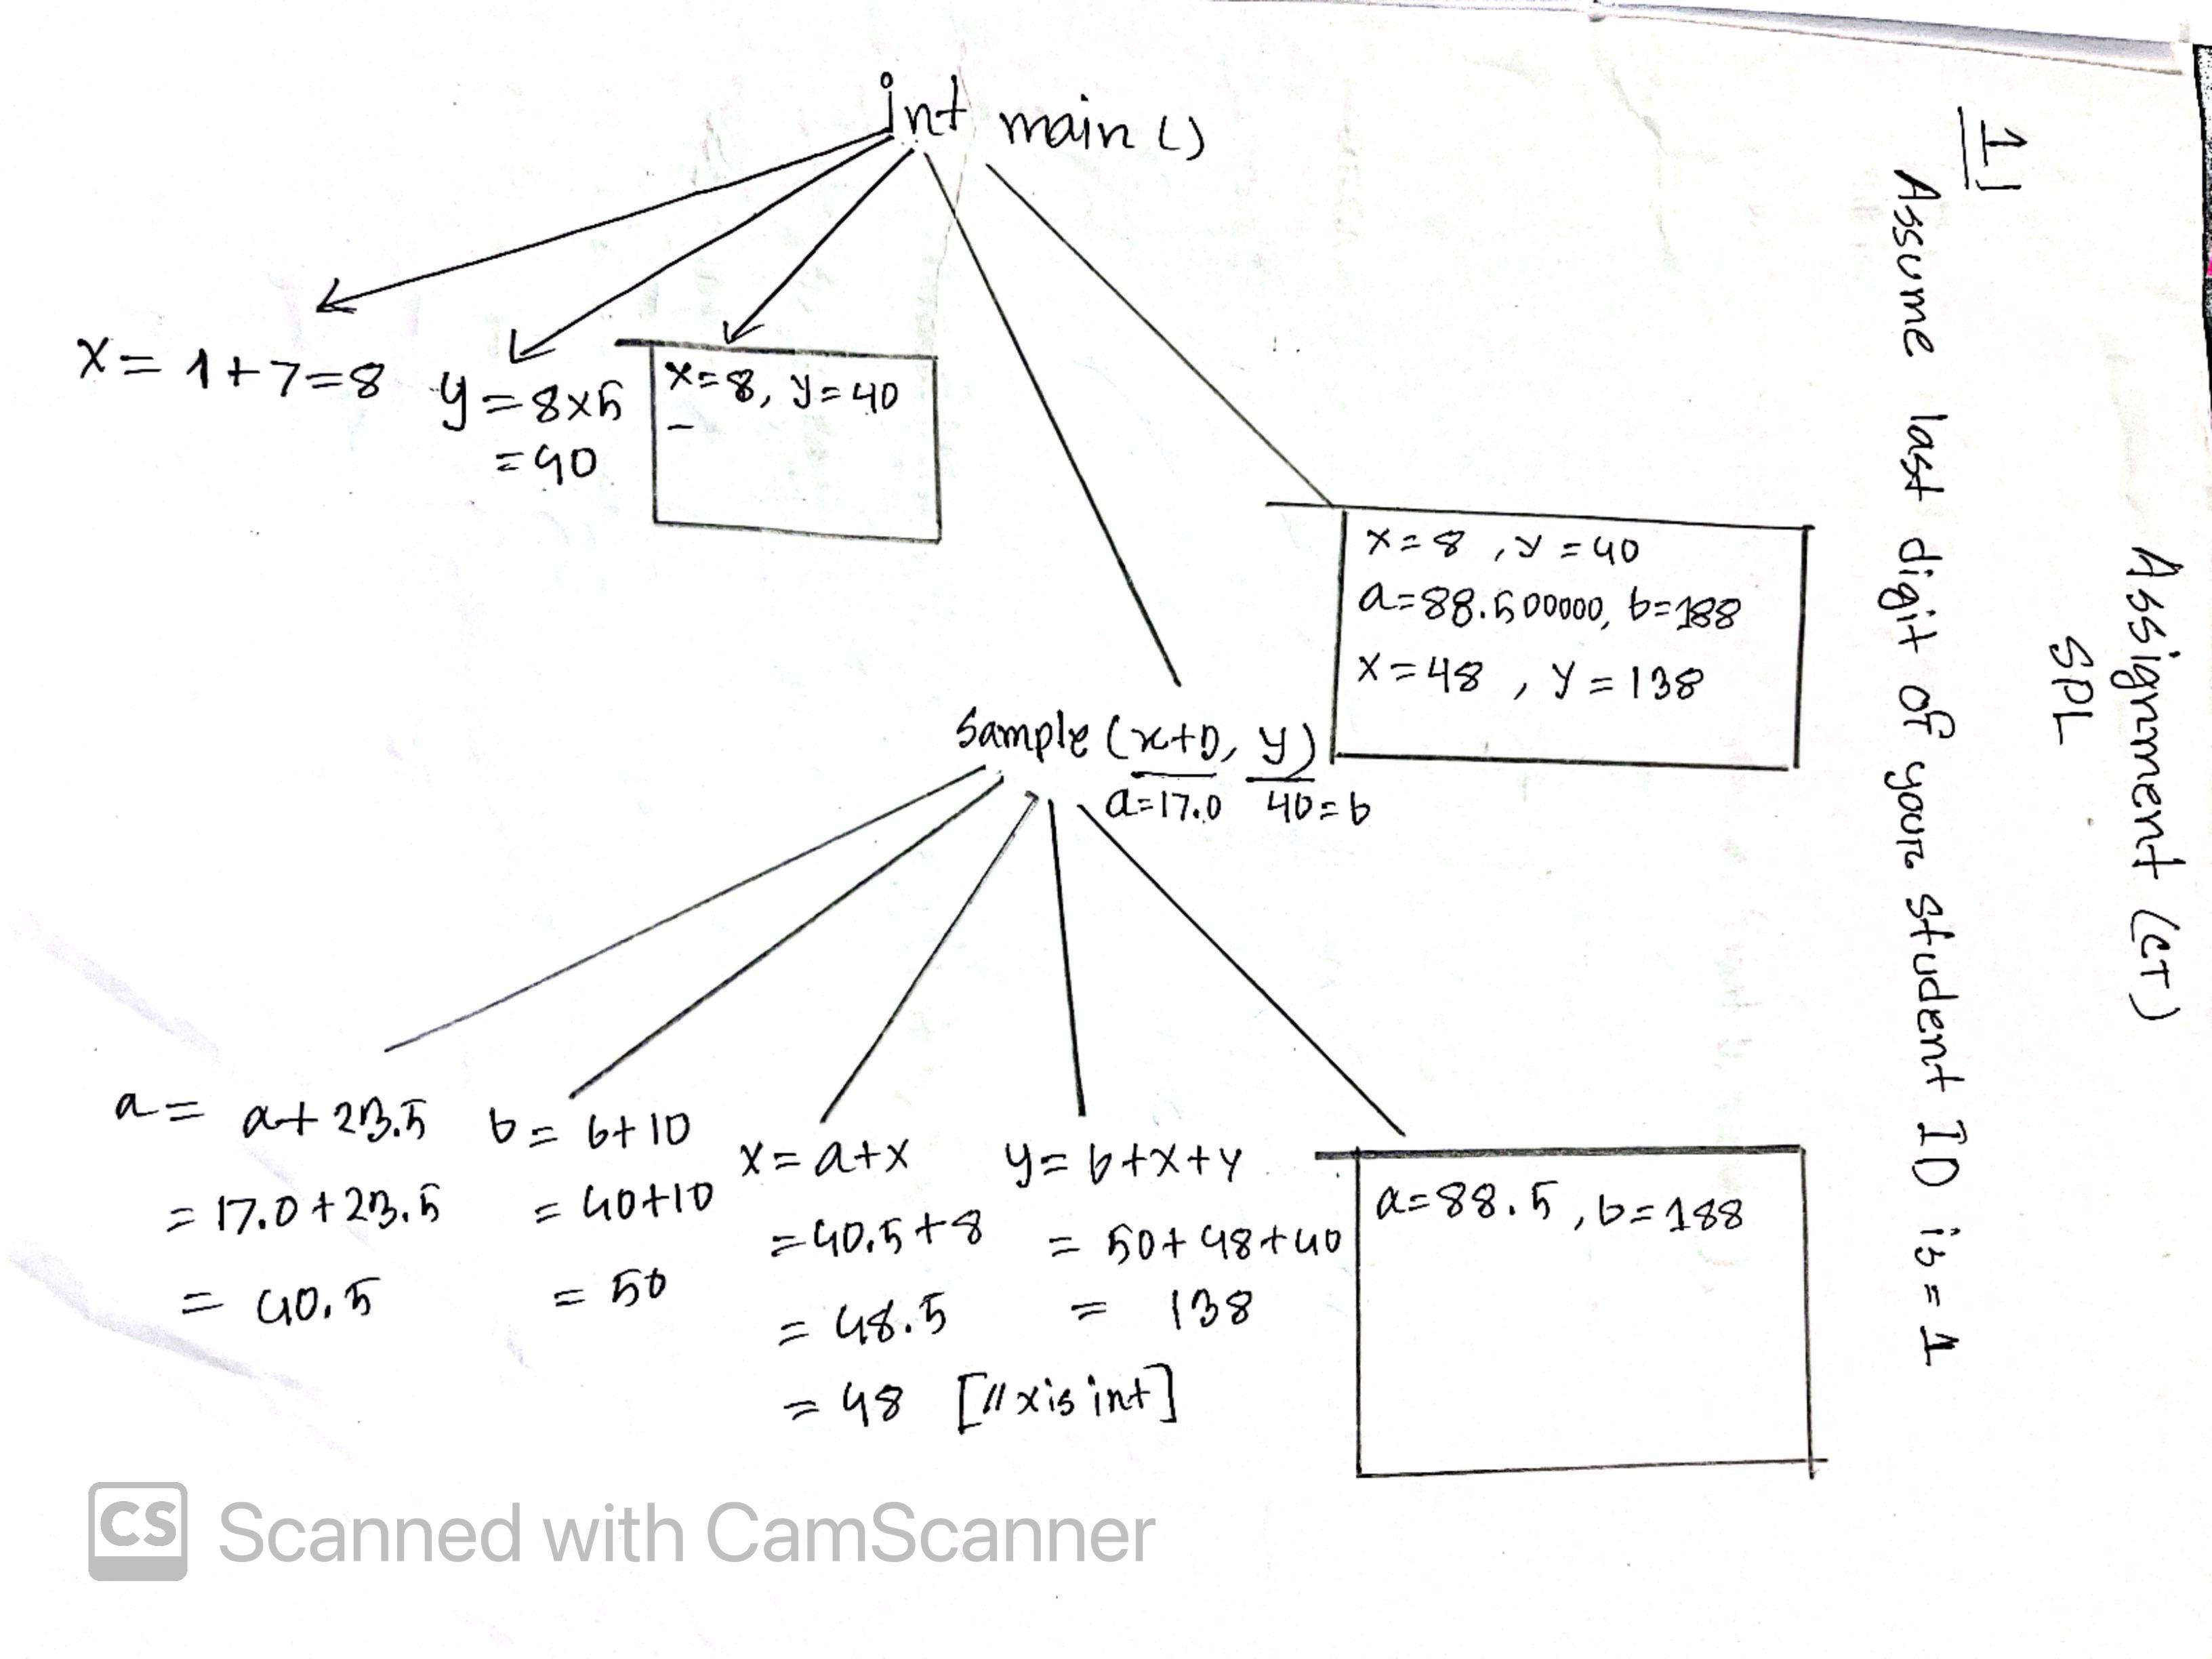 Assignment (CT)
SPL
1)
Assume last digit of your student ID is = 1
int main ()
X = 1+7=8
y = 8x5
= 40
x=8, y=40
–
x=8 , y =40
a=88.500000, b=188
x=48 , y=138
Sample (x+D, y)
a=17.0 40=b
a = a+23.5
= 17.0+23.5
= 40.5
b = b+10
= 40+10
= 50
x= a+x
=40.5+8
= 48.5
= 48 [// x is int]
y= b+x+y
= 50+48+40
= 138
a=88.5 , b=188
CS Scanned with CamScanner